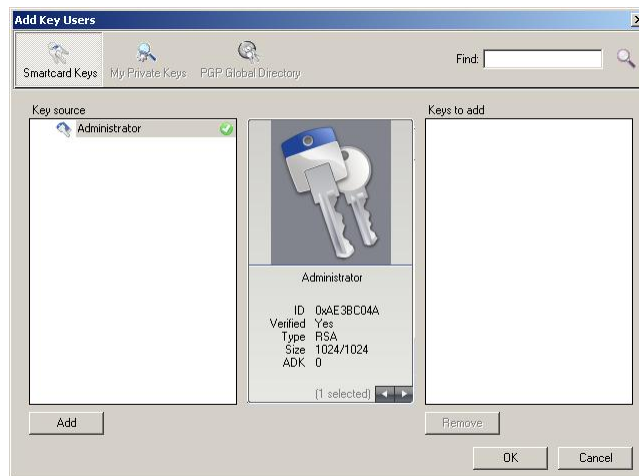 Add Key Users
Smartcard Keys My Private Keys PGP Global Directory Find:
Key source
Keys to add
Administrator
Administrator
ID 0xAE3BC04A
Verified Yes
Type RSA
Size 1024/1024
ADK 0
(1 selected)
Add
Remove
OK Cancel